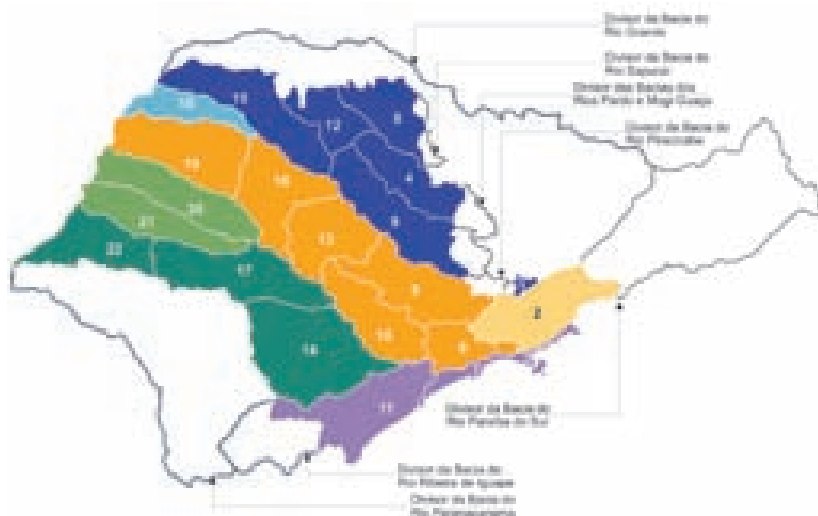 Divisor da Bacia do
Rio Grande
Divisor da Bacia do
Rio Sapucaí
Divisor das Bacias dos
Rios Pardo e Mogi-Guaçu
Divisor da Bacia do
Rio Piracicaba
15
12
8
18
4
19
16
9
20
13
21
22
17
5
2
10
6
14
11
Divisor da Bacia do
Rio Paraíba do Sul
Divisor da Bacia do
Rio Ribeira de Iguape
Divisor da Bacia do
Rio Paranapanema